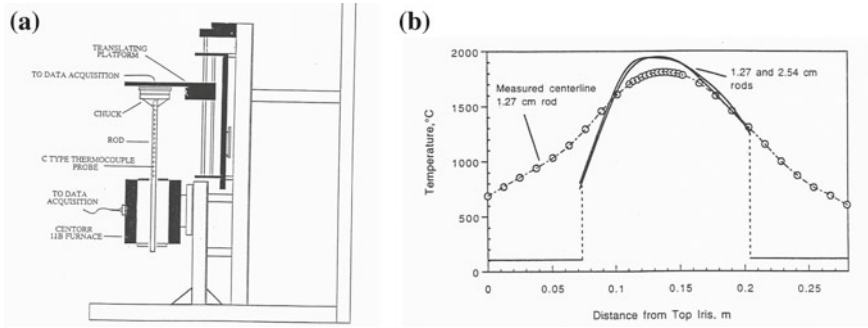 (a)
TRANSLATING
PLATFORM
TO DATA ACQUISITION
CHUCK
ROD
C TYPE THERMOCOUPLE
PROBE
TO DATA
ACQUISITION
CENTORR
11B FURNACE
(b)
2000
1500
1000
500
0
Temperature,°C
Measured centerline
1.27 cm rod
1.27 and 2.54 cm
rods
0
0.05
0.1
0.15
0.2
0.25
Distance from Top Iris, m